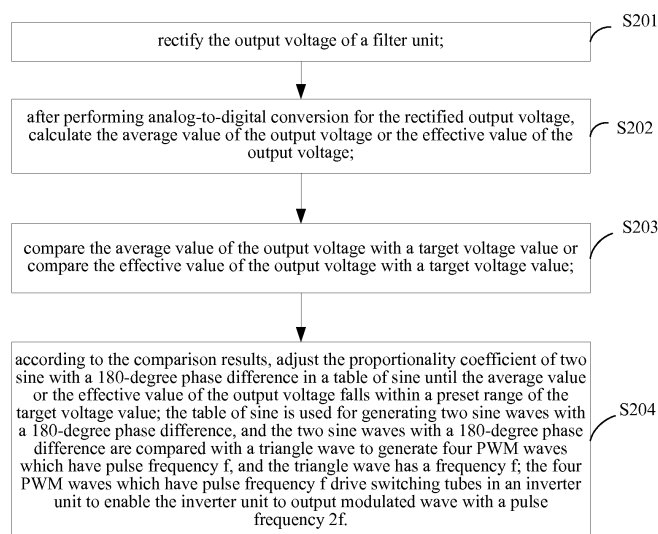 S201
rectify the output voltage of a filter unit;
S202
after performing analog-to-digital conversion for the rectified output voltage,
calculate the average value of the output voltage or the effective value of the
output voltage;
S203
compare the average value of the output voltage with a target voltage value or
compare the effective value of the output voltage with a target voltage value;
S204
according to the comparison results, adjust the proportionality coefficient of two
sine with a 180-degree phase difference in a table of sine until the average value
or the effective value of the output voltage falls within a preset range of the
target voltage value; the table of sine is used for generating two sine waves with
a 180-degree phase difference, and the two sine waves with a 180-degree phase
difference are compared with a triangle wave to generate four PWM waves
which have pulse frequency f, and the triangle wave has a frequency f; the four
PWM waves which have pulse frequency f drive switching tubes in an inverter
unit to enable the inverter unit to output modulated wave with a pulse
frequency 2f.